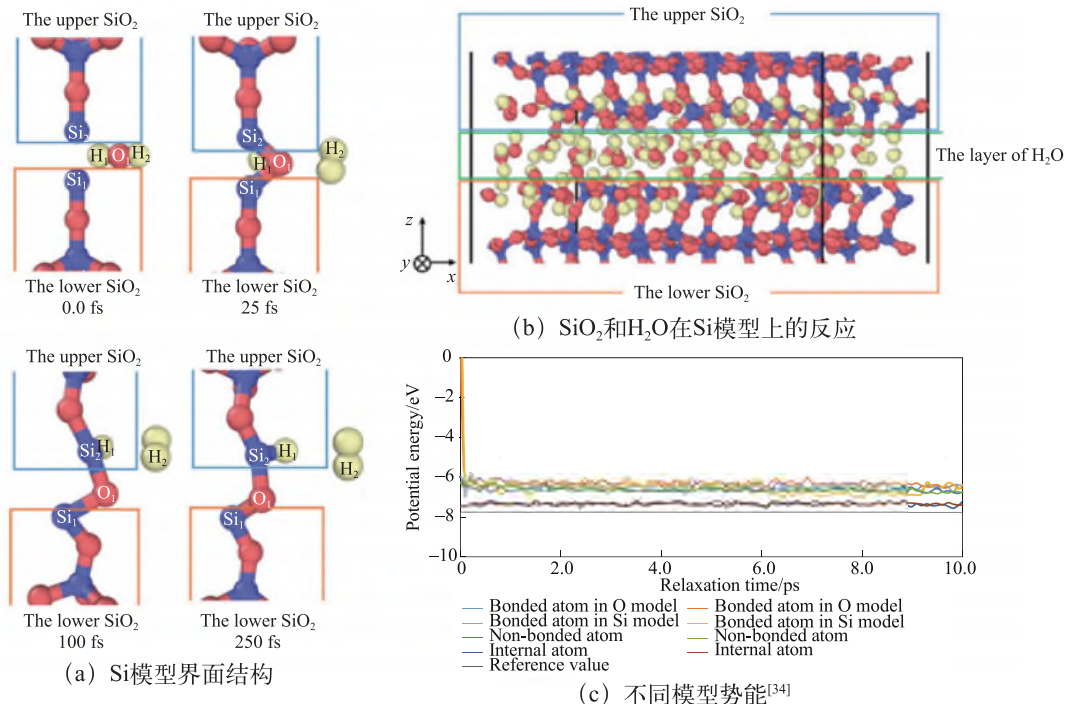 The upper SiO₂
The upper SiO₂
Si₂
H₁
O₁
H₂
Si₁
Si₂
H₁
O₁
H₂
Si₁
The lower SiO₂
0.0 fs
The lower SiO₂
25 fs
The upper SiO₂
The upper SiO₂
Si₂
H₁
H₂
O₁
Si₁
Si₂
H₁
H₂
O₁
Si₁
The lower SiO₂
100 fs
The lower SiO₂
250 fs
(a) Si模型界面结构
The upper SiO₂
The layer of H₂O
z
y
x
The lower SiO₂
(b) SiO₂和H₂O在Si模型上的反应
Potential energy/eV
0
−2
−4
−6
−8
−10
0
2.0
4.0
6.0
8.0
10.0
Relaxation time/ps
Bonded atom in O model
Bonded atom in O model
Bonded atom in Si model
Bonded atom in Si model
Non-bonded atom
Non-bonded atom
Internal atom
Internal atom
Reference value
(c) 不同模型势能[34]